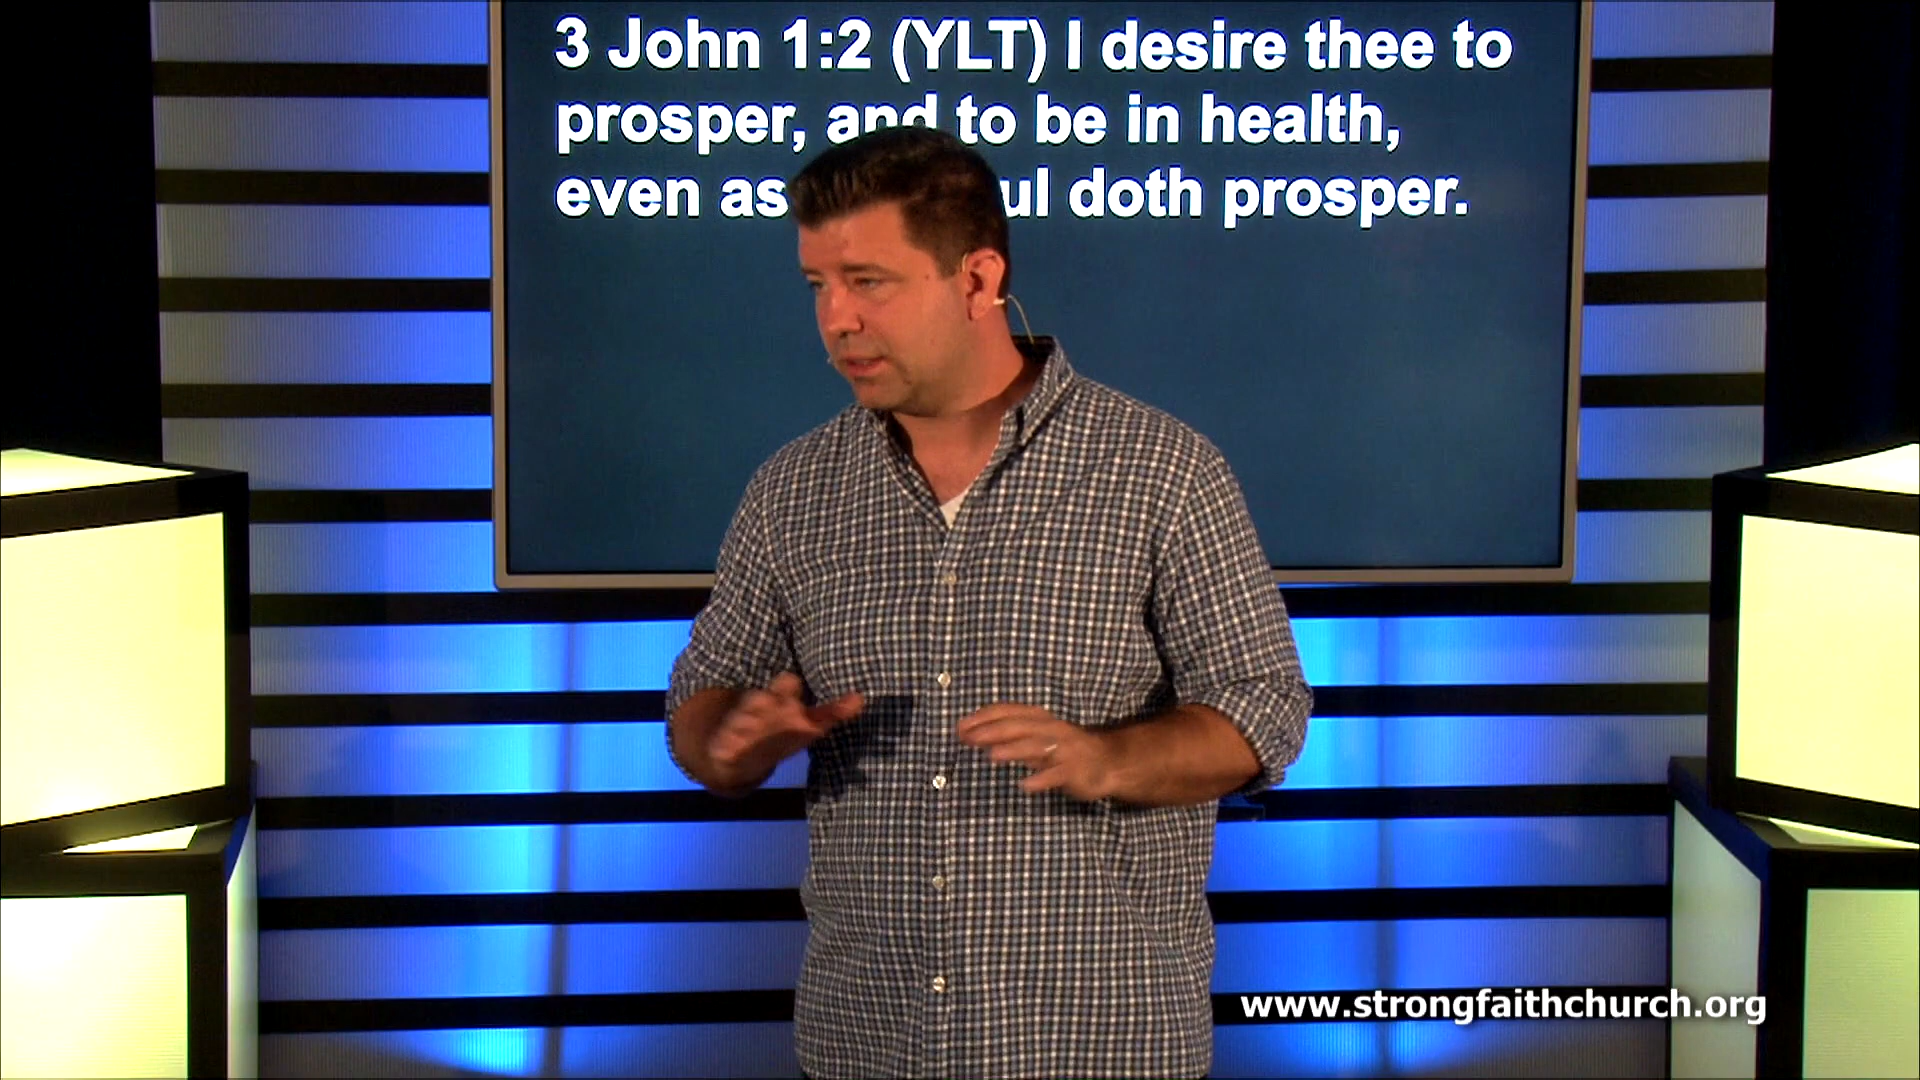 3 John 1:2 (YLT) I desire thee to
prosper, and to be in health,
even as doth prosper.
www.strongfaithchurch.org